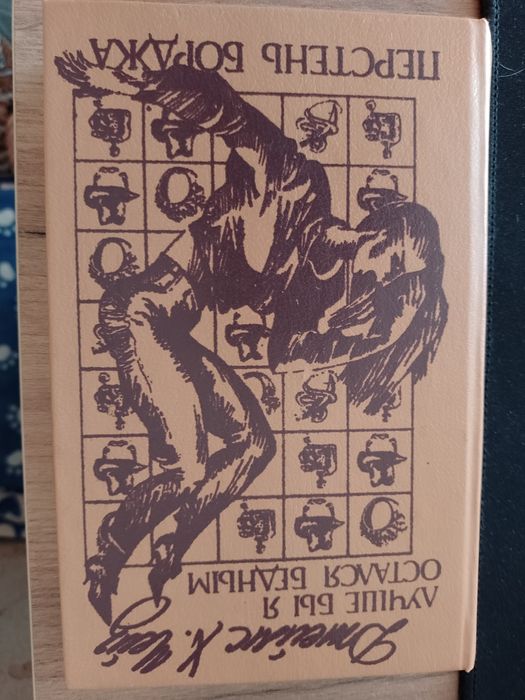 Джеймс Х. Чейз
ЛУЧШЕ БЫ Я
ОСТАЛСЯ БЕДНЫМ
ПЕРСТЕНЬ БОРДЖА